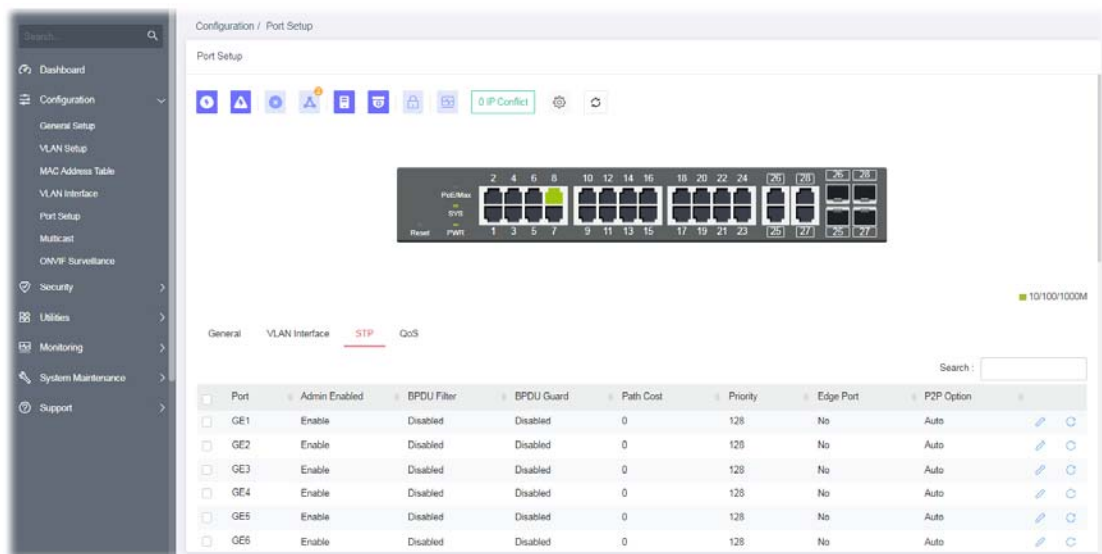 Search...
Dashboard
Configuration
General Setup
VLAN Setup
MAC Address Table
VLAN Interface
Port Setup
Multicast
ONVIF Surveillance
Security
Utilities
Monitoring
System Maintenance
Support
Configuration / Port Setup
Port Setup
2
0 IP Conflict
2 4 6 8 10 12 14 16 18 20 22 24 26 28 26 28
PoE/Max
SYS
Reset PWR 1 3 5 7 9 11 13 15 17 19 21 23 25 27 25 27
10/100/1000M
General VLAN Interface STP QoS
Search :
Port Admin Enabled BPDU Filter BPDU Guard Path Cost Priority Edge Port P2P Option
GE1 Enable Disabled Disabled 0 128 No Auto
GE2 Enable Disabled Disabled 0 128 No Auto
GE3 Enable Disabled Disabled 0 128 No Auto
GE4 Enable Disabled Disabled 0 128 No Auto
GE5 Enable Disabled Disabled 0 128 No Auto
GE6 Enable Disabled Disabled 0 128 No Auto